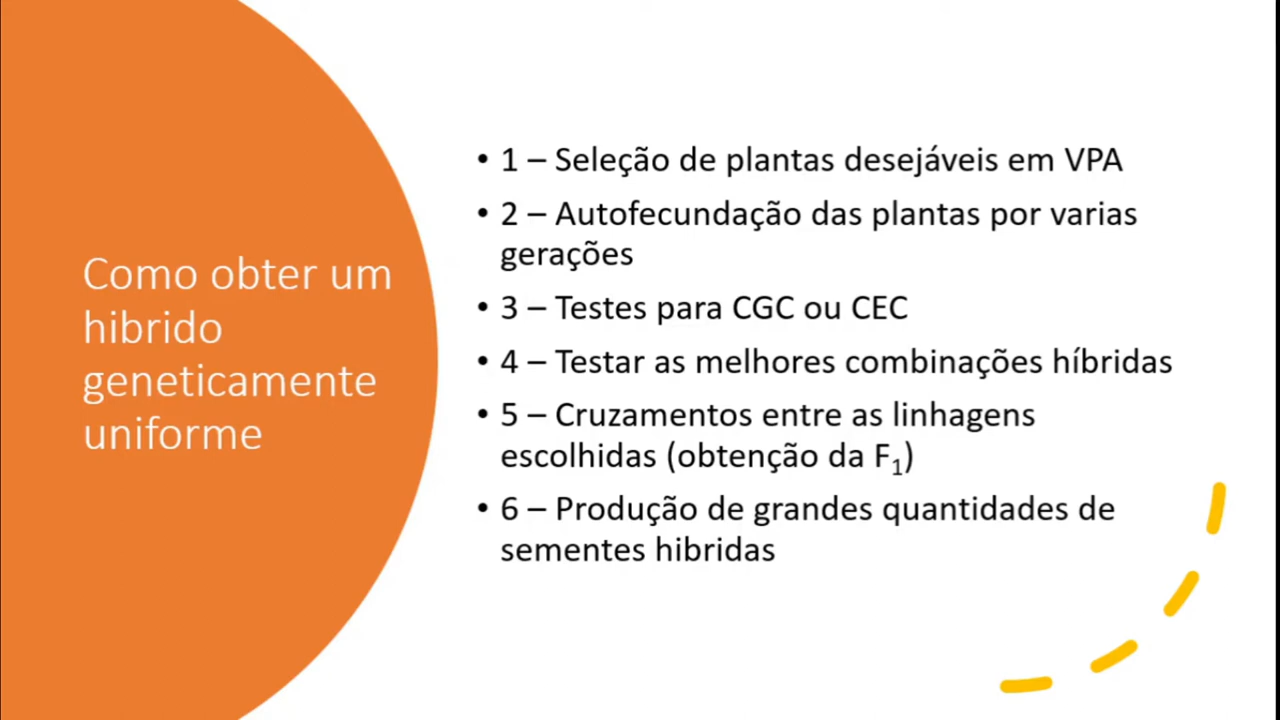 Como obter um
hibrido
geneticamente
uniforme
• 1 – Seleção de plantas desejáveis em VPA
• 2 – Autofecundação das plantas por varias
gerações
• 3 – Testes para CGC ou CEC
• 4 – Testar as melhores combinações híbridas
• 5 – Cruzamentos entre as linhagens
escolhidas (obtenção da F₁)
• 6 – Produção de grandes quantidades de
sementes hibridas